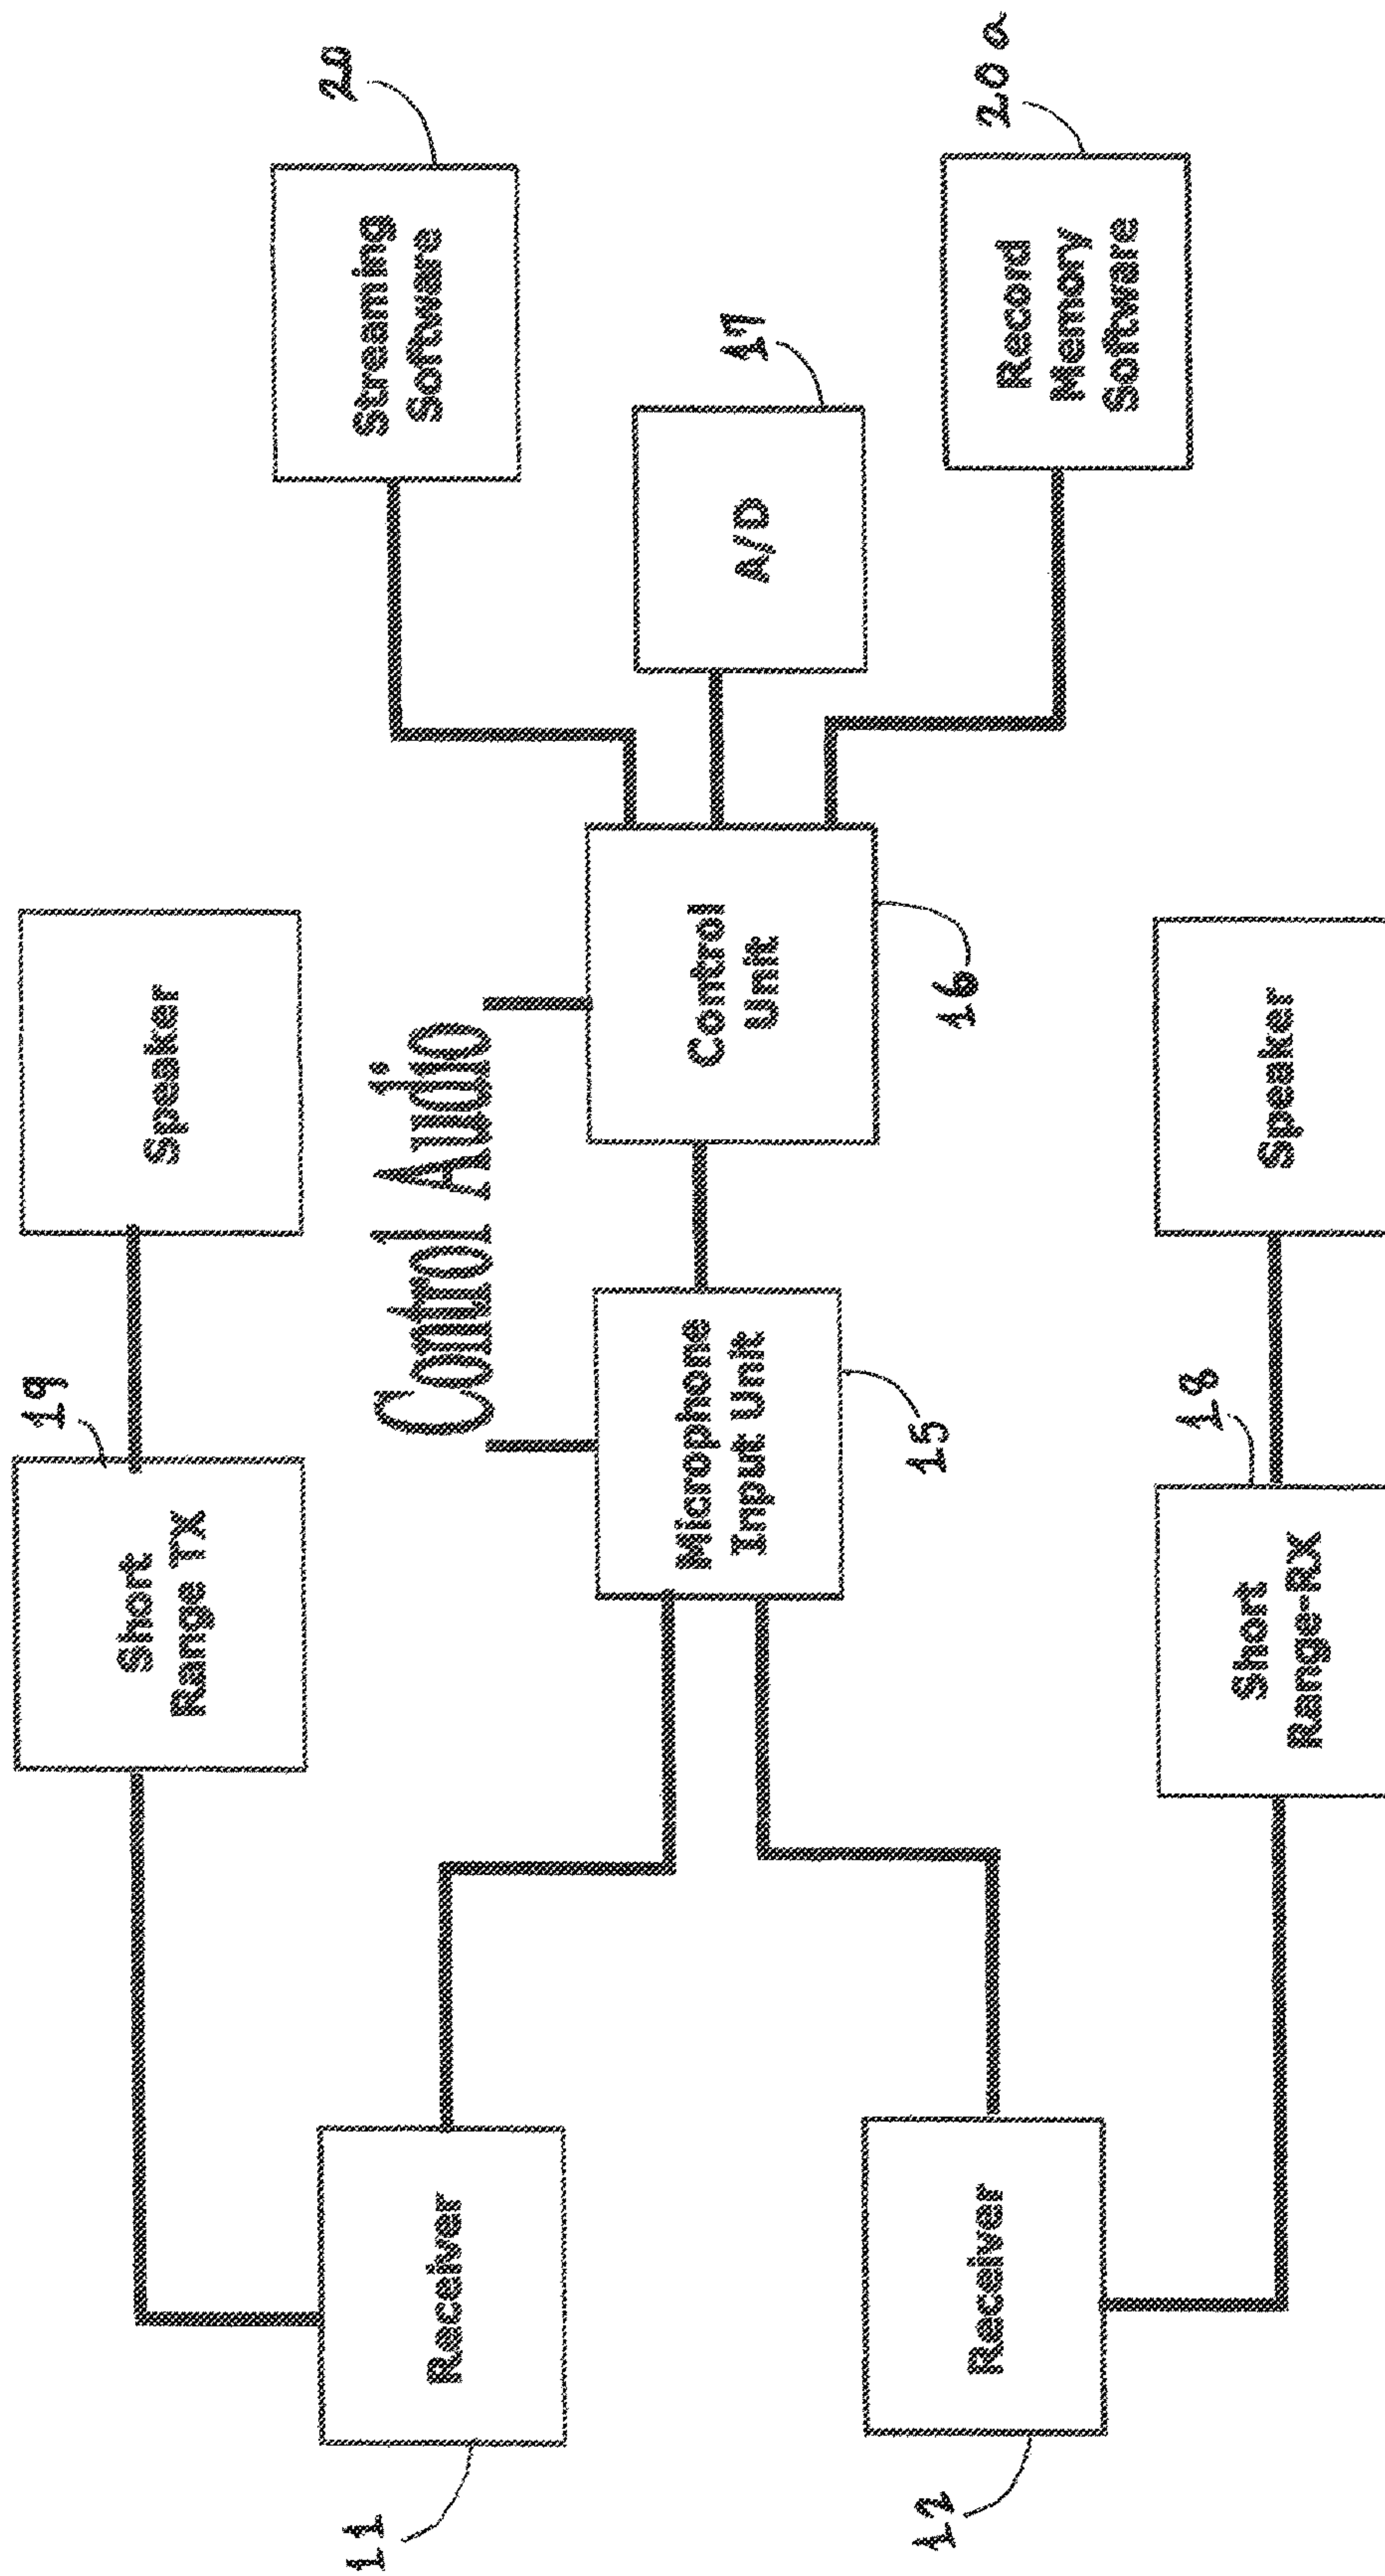 20
Streaming
Software
17
A/D
20a
Record
Memory
Software
Speaker
Control Audio
Control
Unit
16
Speaker
19
Short
Range TX
Microphone
Input Unit
15
18
Short
Range-RX
Receiver
11
Receiver
12